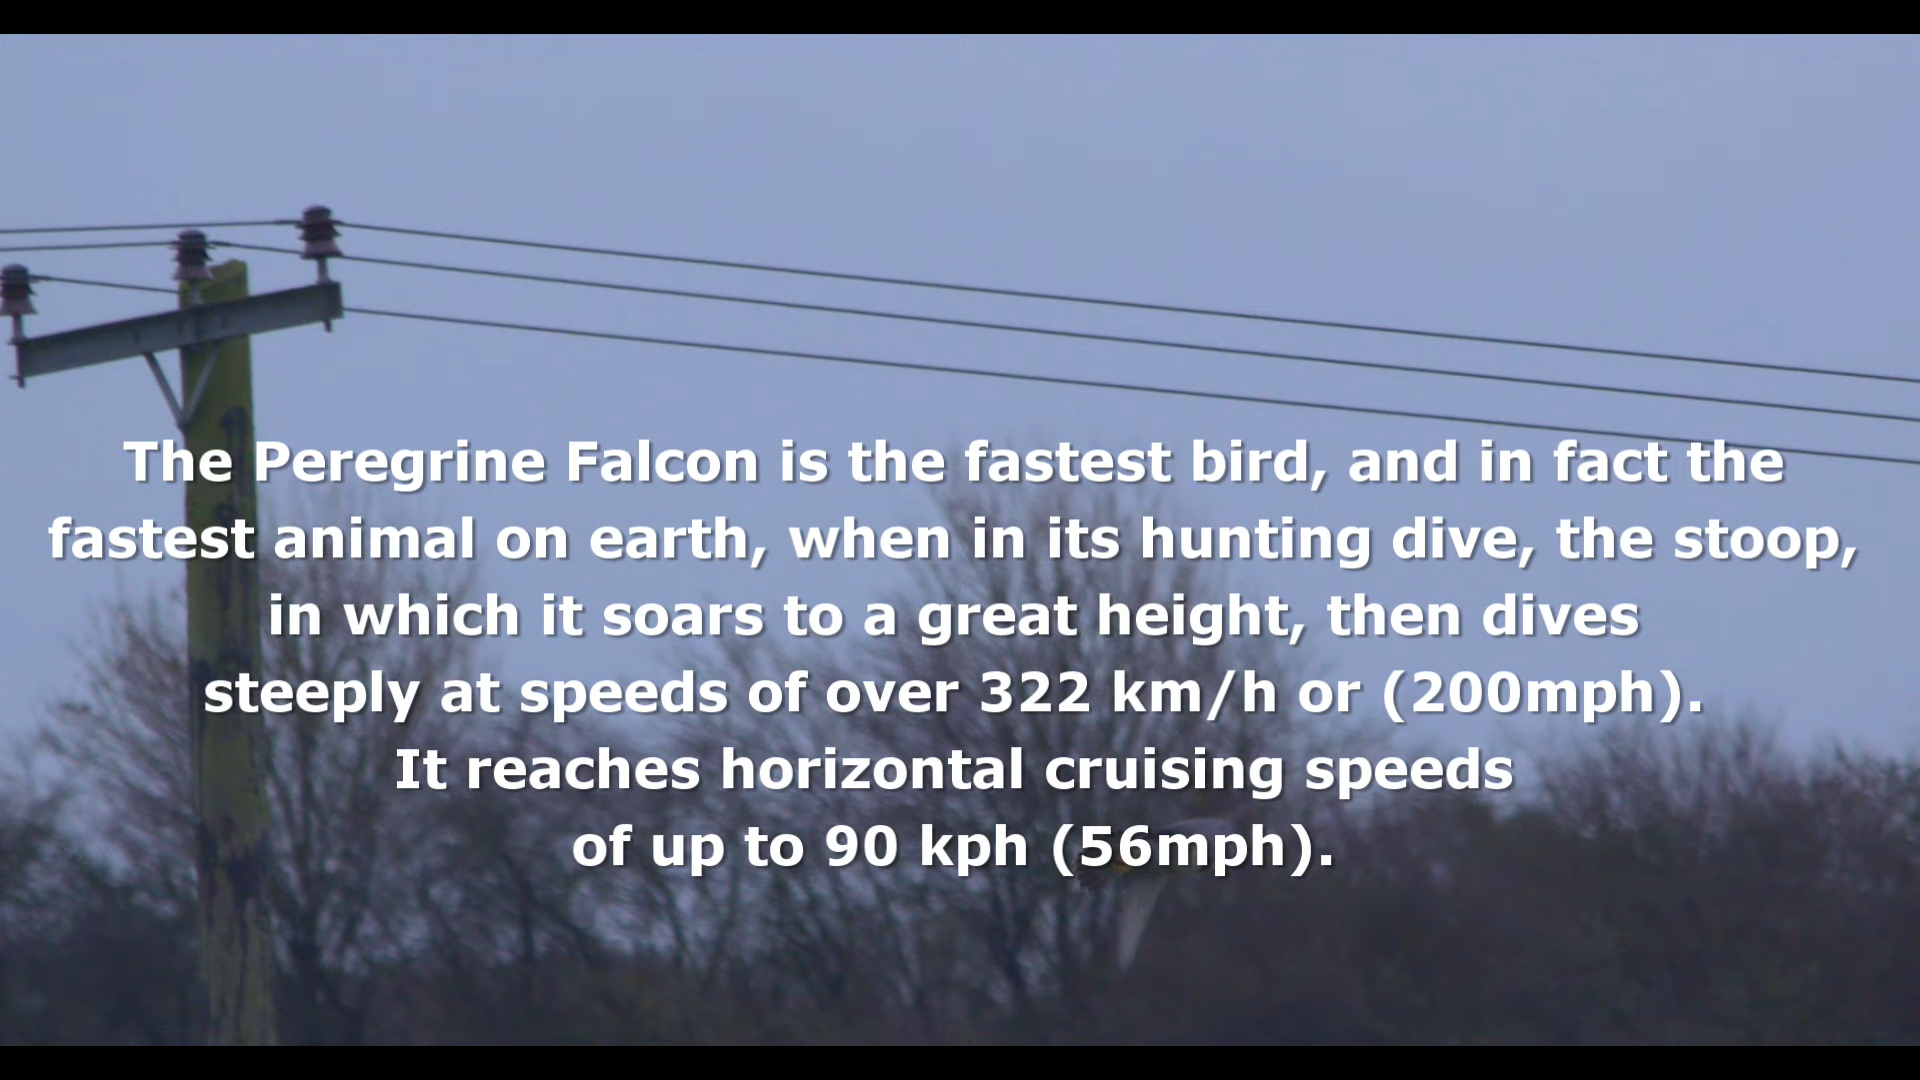 The Peregrine Falcon is the fastest bird, and in fact the
fastest animal on earth, when in its hunting dive, the stoop,
in which it soars to a great height, then dives
steeply at speeds of over 322 km/h or (200mph).
It reaches horizontal cruising speeds
of up to 90 kph (56mph).